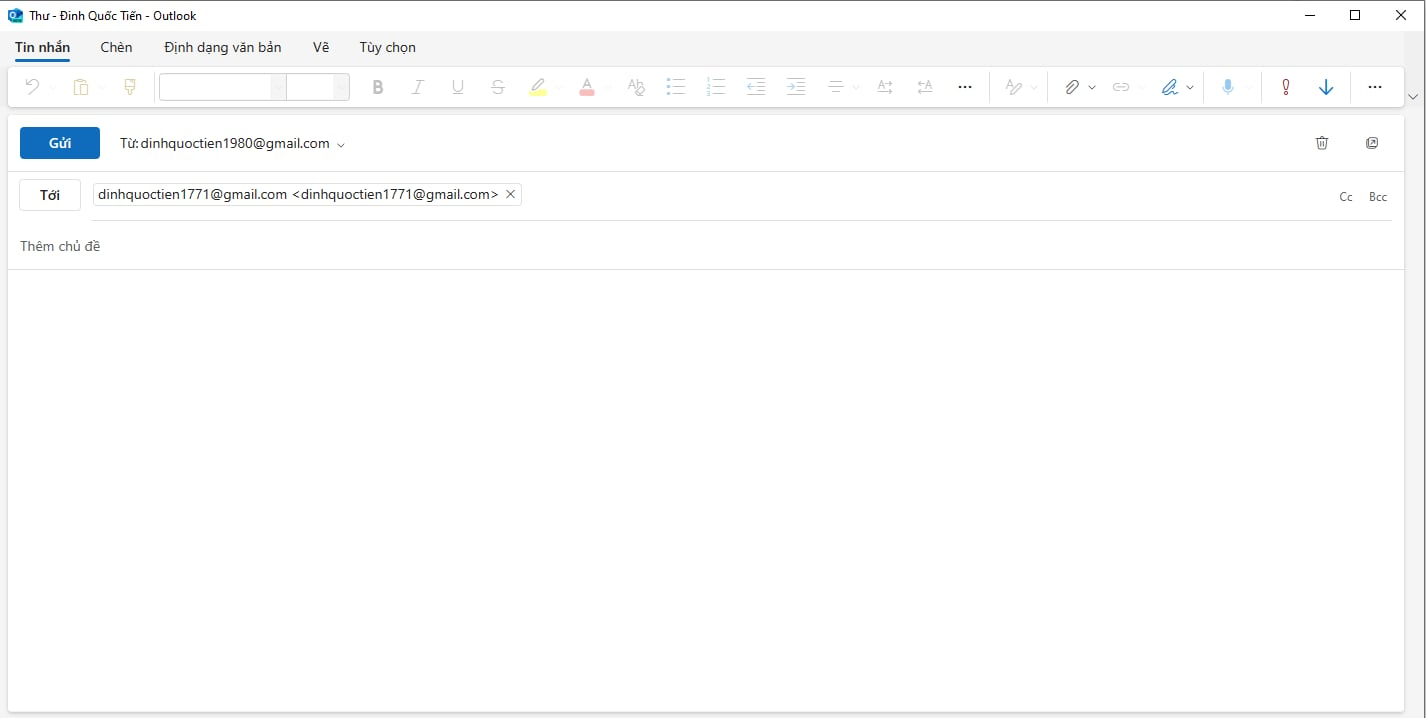 Thư - Đinh Quốc Tiến - Outlook
Tin nhắn Chèn Định dạng văn bản Vẽ Tùy chọn
Gửi Từ: dinhquoctien1980@gmail.com
Tới dinhquoctien1771@gmail.com <dinhquoctien1771@gmail.com> Cc Bcc
Thêm chủ đề